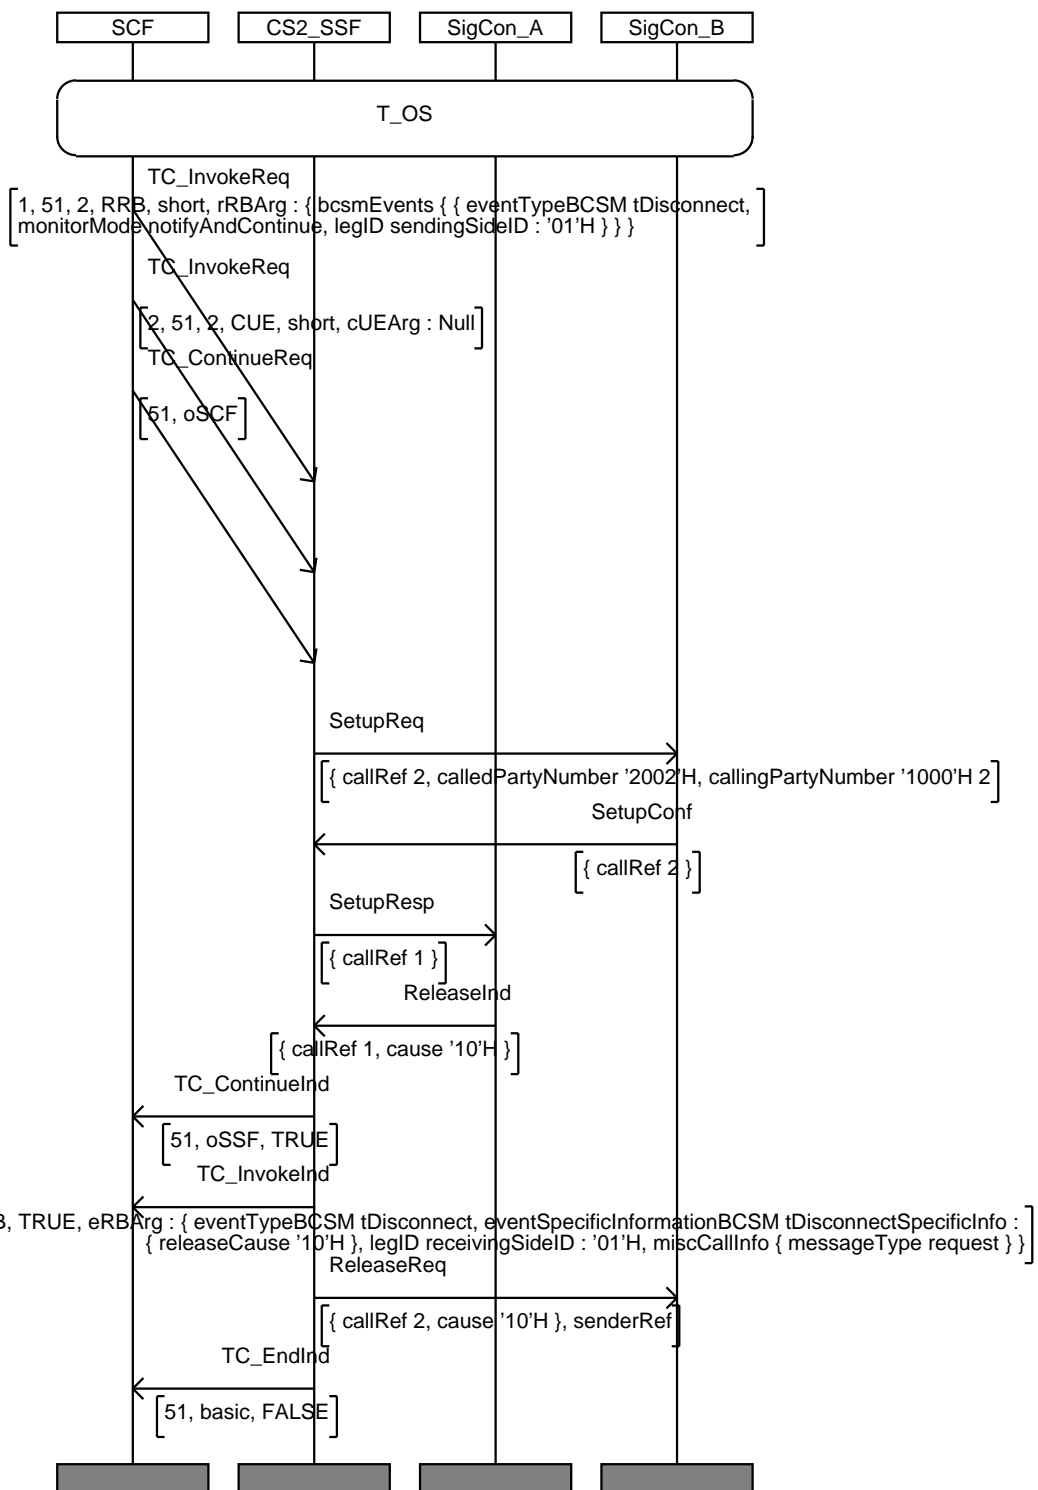 SCF CS2_SSF SigCon_A SigCon_B
T_OS
TC_InvokeReq
1, 51, 2, RRB, short, rRBArg : { bcsmEvents { { eventTypeBCSM tDisconnect,
monitorMode notifyAndContinue, legID sendingSideID : '01'H } } }
TC_InvokeReq
2, 51, 2, CUE, short, cUEArg : Null
TC_ContinueReq
51, oSCF
SetupReq
{ callRef 2, calledPartyNumber '2002'H, callingPartyNumber '1000'H 2
SetupConf
{ callRef 2 }
SetupResp
{ callRef 1 }
ReleaseInd
{ callRef 1, cause '10'H }
TC_ContinueInd
51, oSSF, TRUE
TC_InvokeInd
, TRUE, eRBArg : { eventTypeBCSM tDisconnect, eventSpecificInformationBCSM tDisconnectSpecificInfo :
{ releaseCause '10'H }, legID receivingSideID : '01'H, miscCallInfo { messageType request } }
ReleaseReq
{ callRef 2, cause '10'H }, senderRef
TC_EndInd
51, basic, FALSE